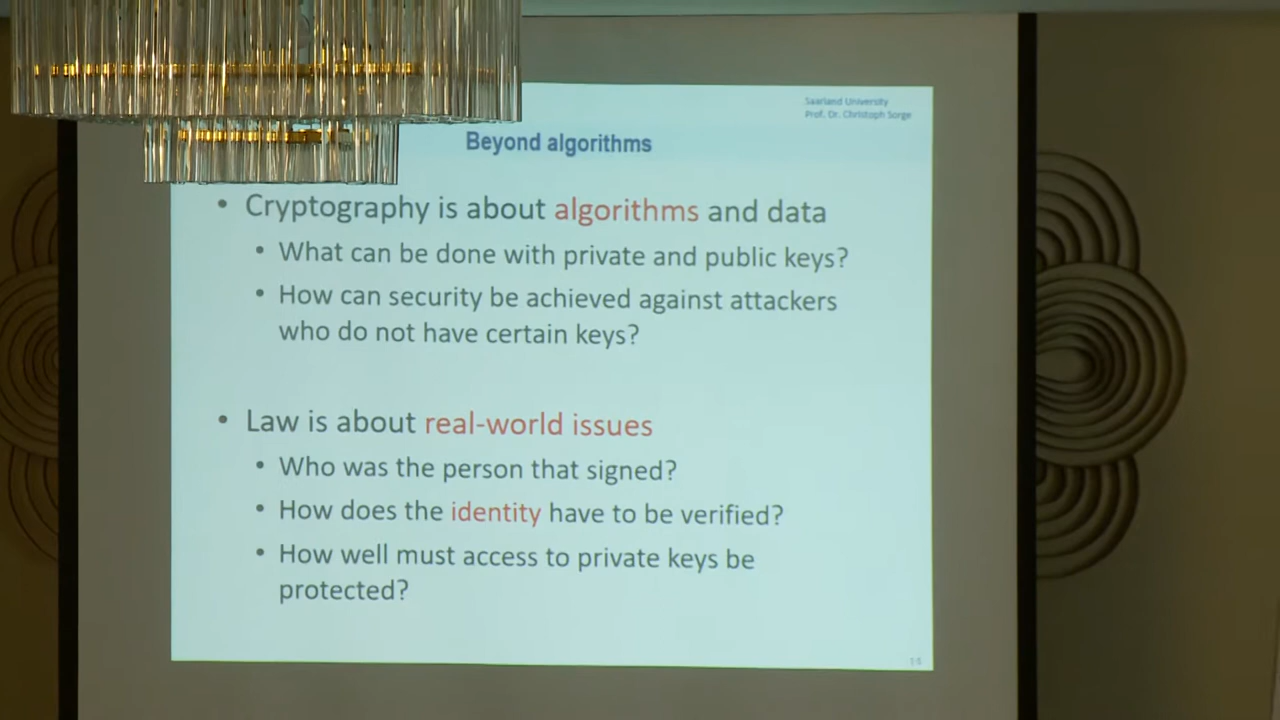 Saarland University
Prof. Dr. Christoph Sorge
Beyond algorithms
• Cryptography is about algorithms and data
• What can be done with private and public keys?
• How can security be achieved against attackers
who do not have certain keys?
• Law is about real-world issues
• Who was the person that signed?
• How does the identity have to be verified?
• How well must access to private keys be
protected?